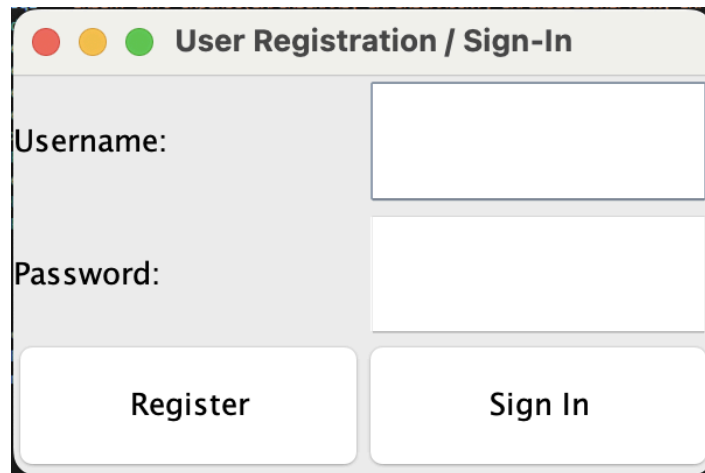 User Registration / Sign-In
Username:
Password:
Register
Sign In